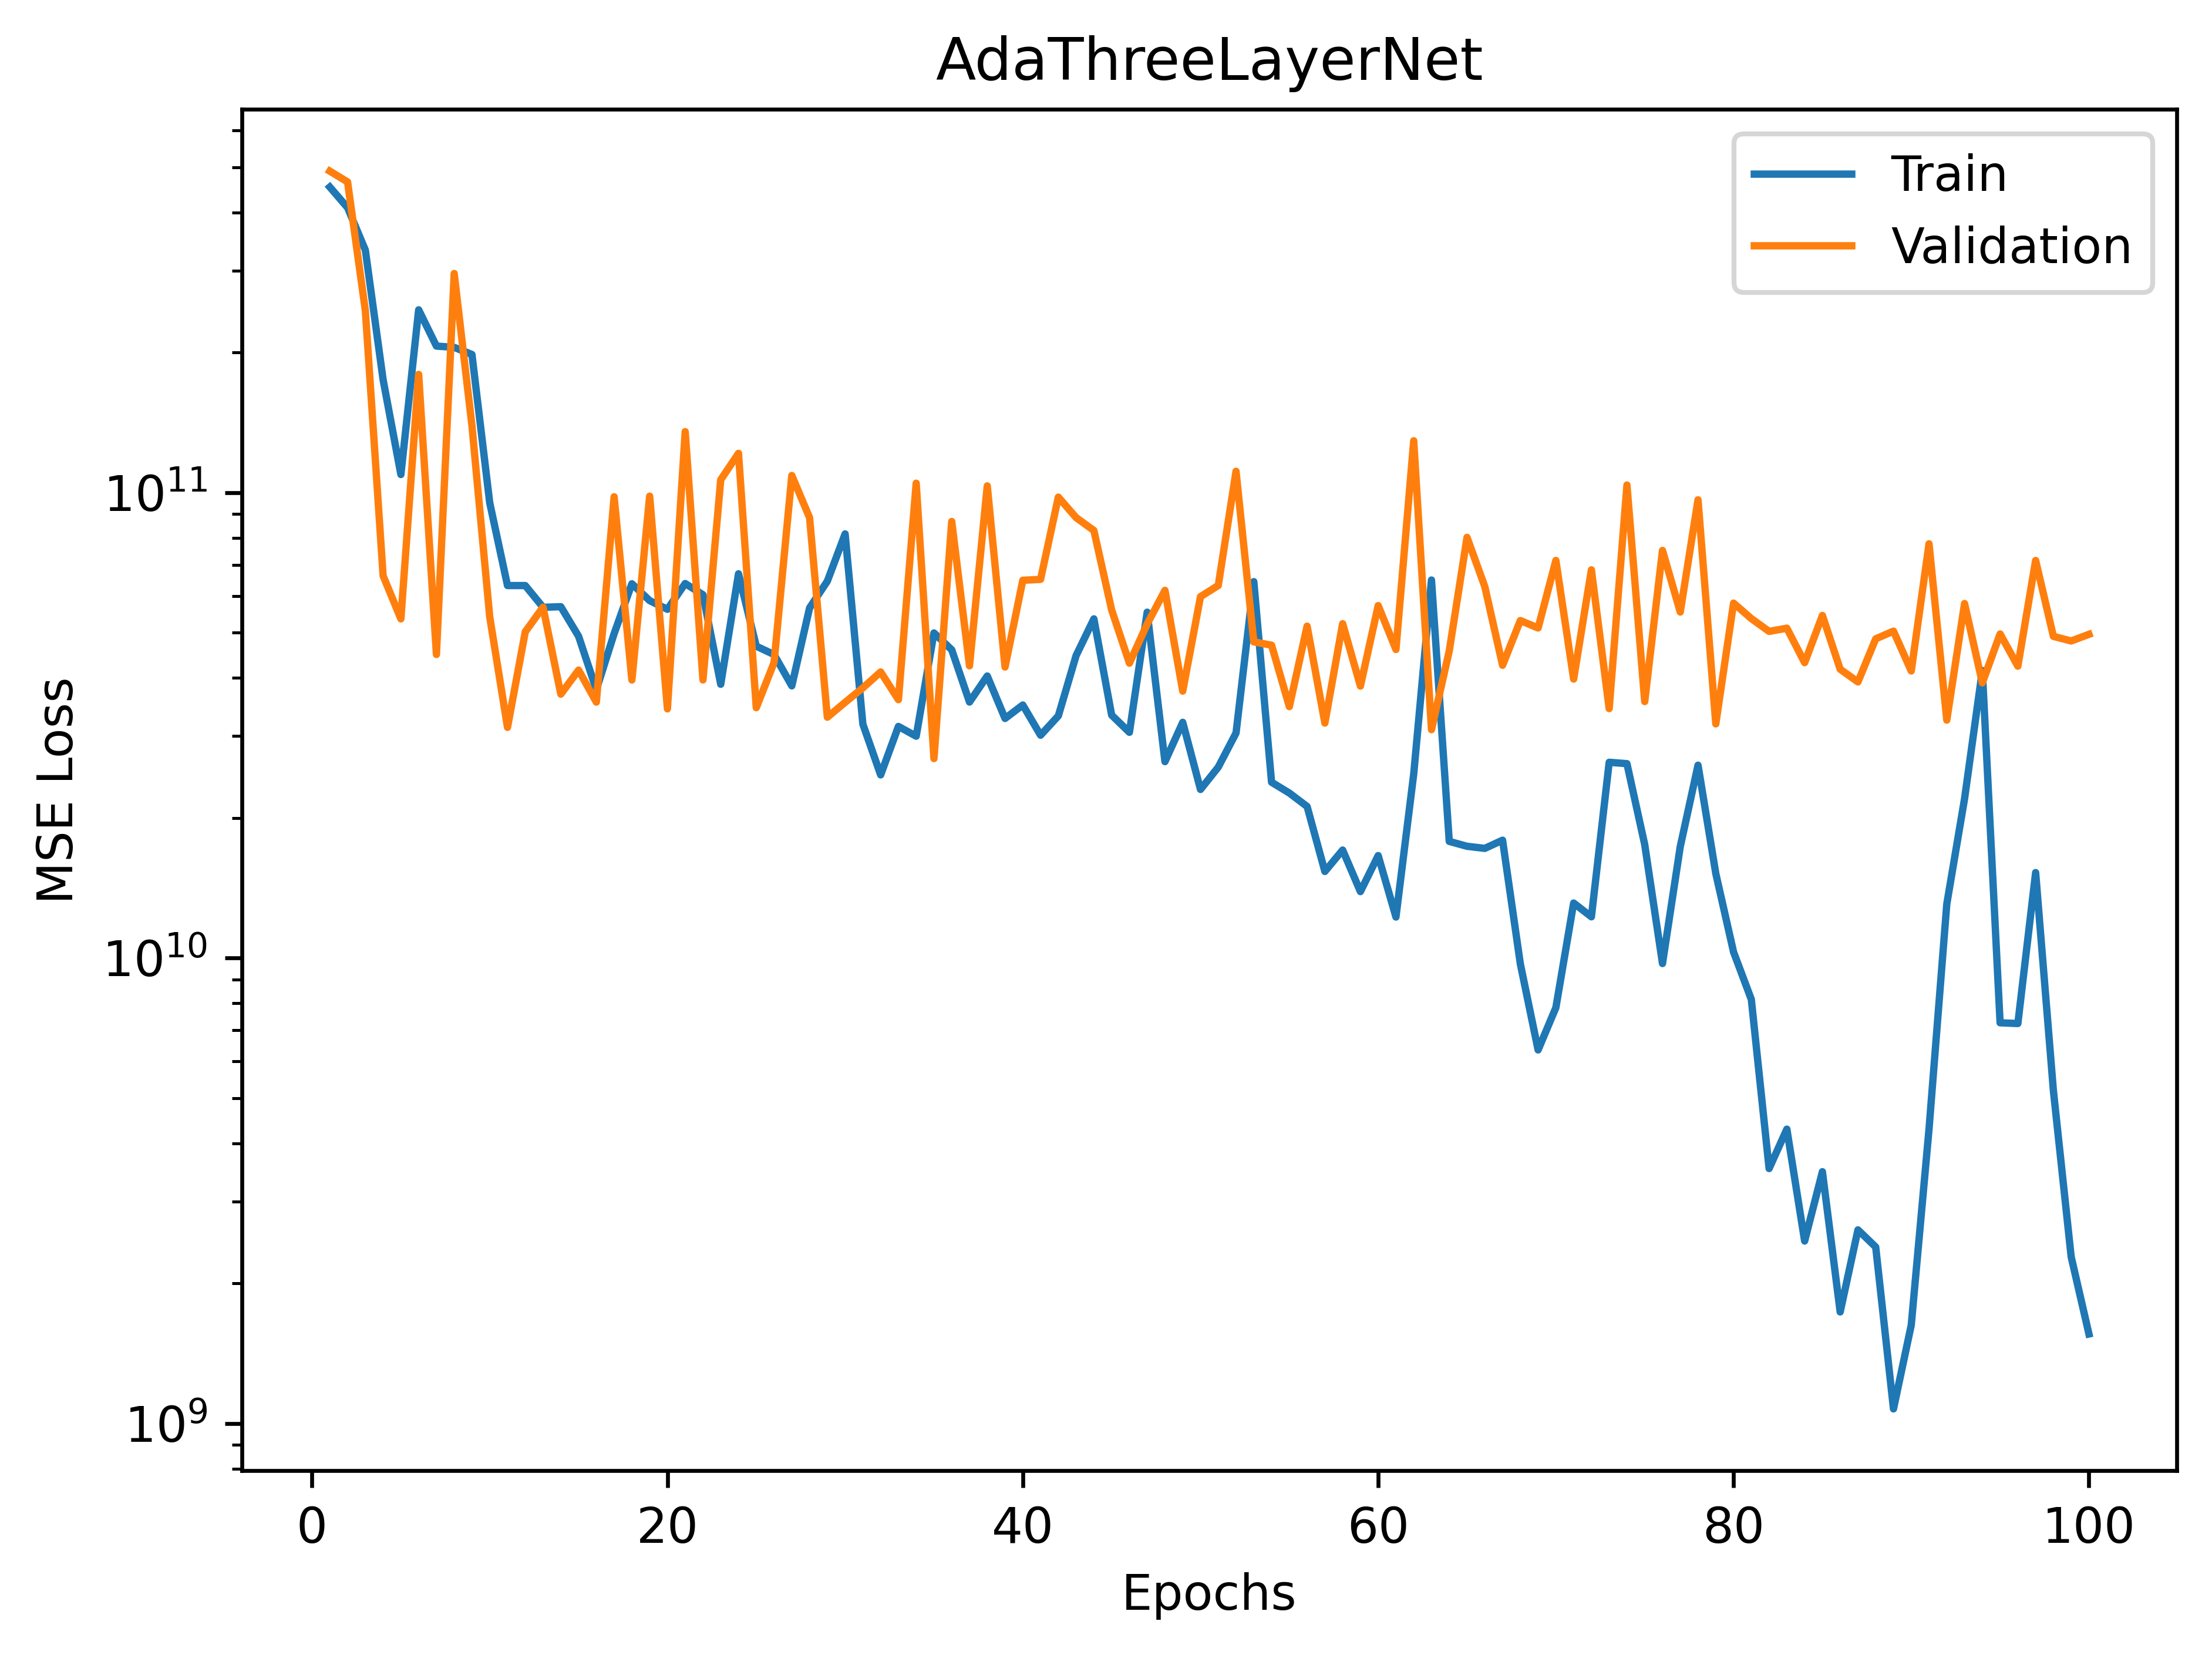 AdaThreeLayerNet
Train
Validation
MSE Loss
10¹¹
10¹⁰
10⁹
0 20 40 60 80 100
Epochs